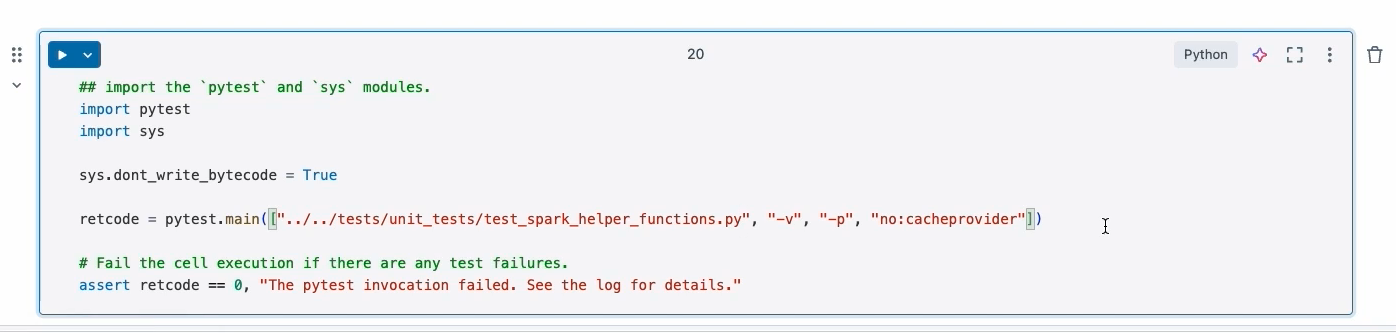 20
Python
## import the `pytest` and `sys` modules.
import pytest
import sys
sys.dont_write_bytecode = True
retcode = pytest.main(["../../tests/unit_tests/test_spark_helper_functions.py", "-v", "-p", "no:cacheprovider"])
# Fail the cell execution if there are any test failures.
assert retcode == 0, "The pytest invocation failed. See the log for details."